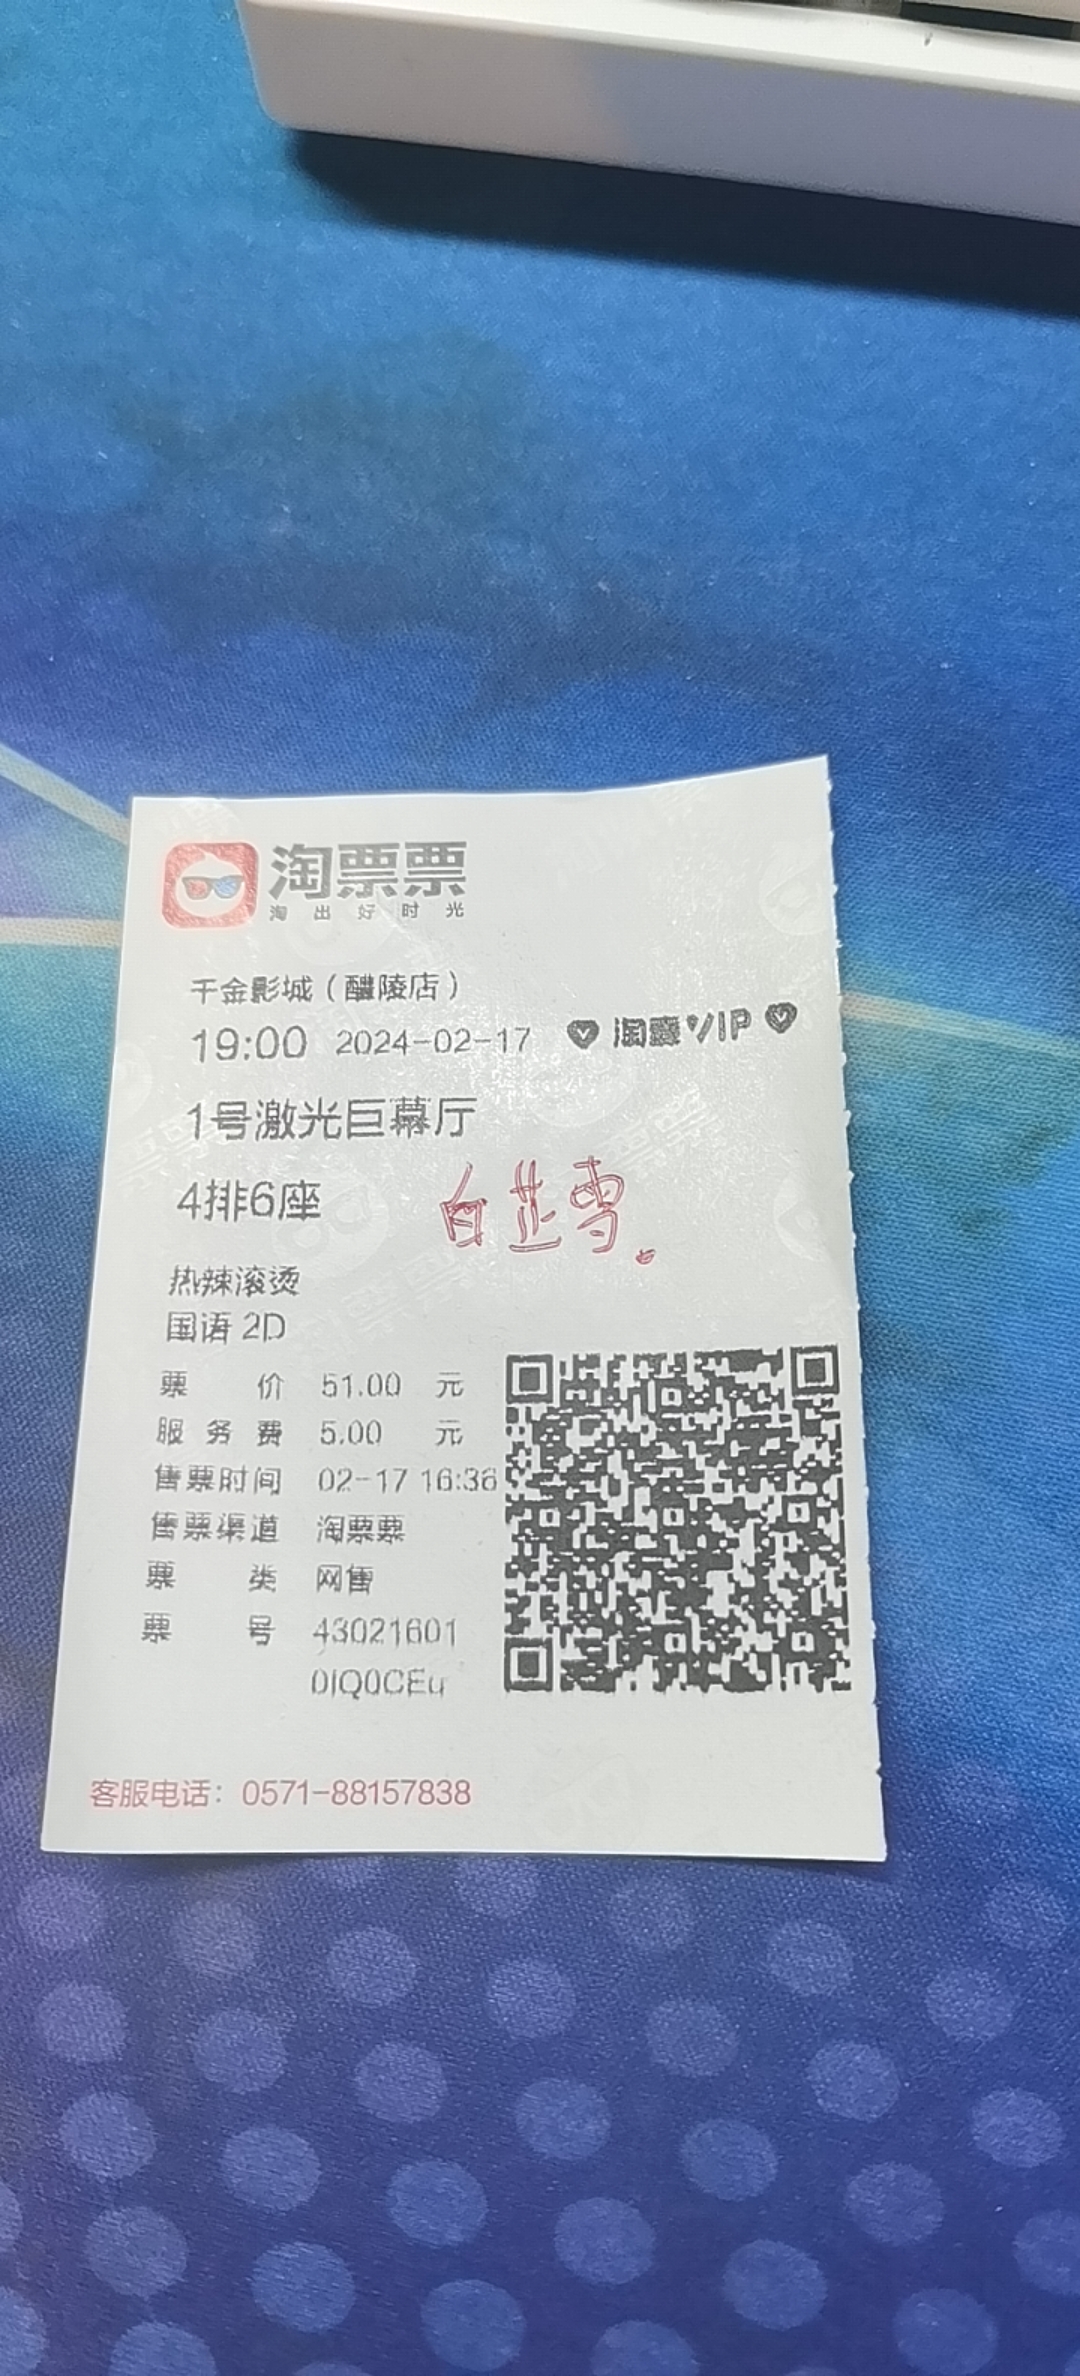 淘票票
淘出好时光
千金影城（醴陵店）
19:00 2024-02-17 淘票VIP
1号激光巨幕厅
4排6座 白芷雪。
热辣滚烫
国语 2D
票价 51.00 元
服务费 5.00 元
售票时间 02-17 16:36
售票渠道 淘票票
票类 网售
票号 43021601
0IQ0CEu
客服电话：0571-88157838